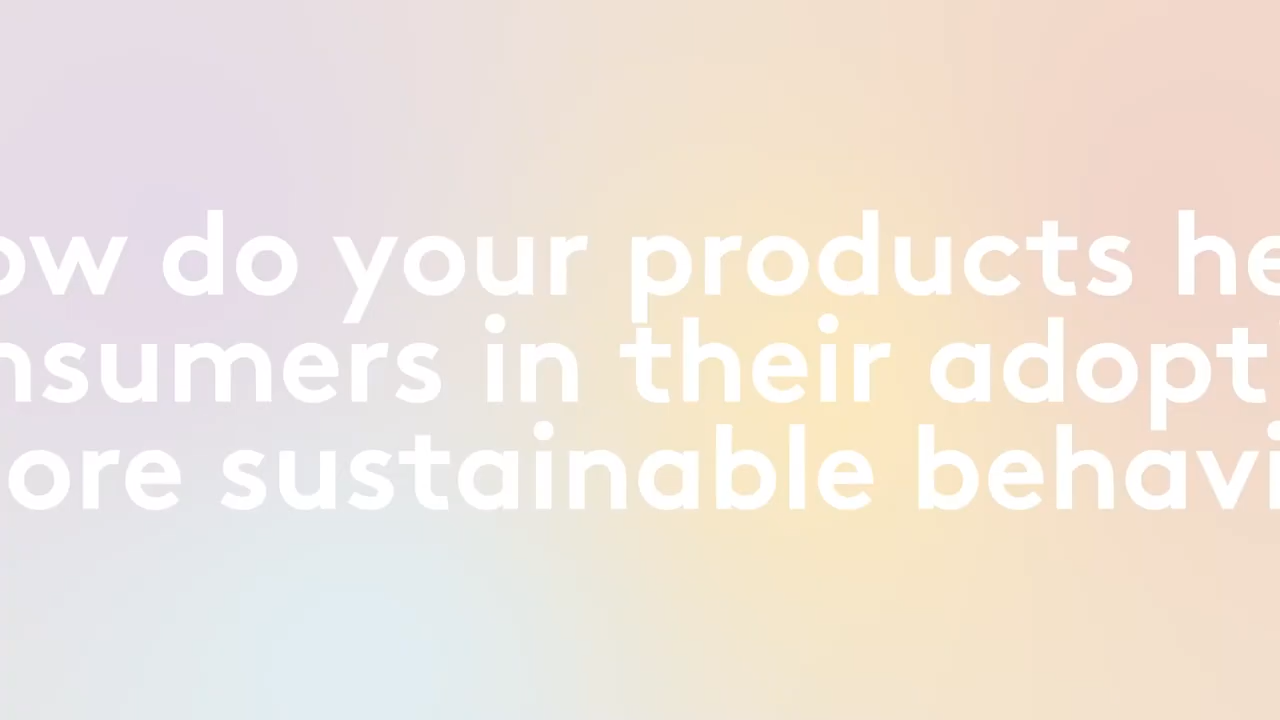 ow do your products he
nsumers in their adopt
ore sustainable behavi